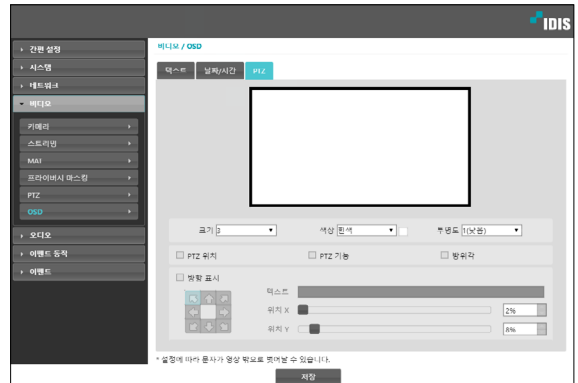 IDIS
간편 설정
시스템
네트워크
비디오
카메라
스트리밍
MAT
프라이버시 마스킹
PTZ
OSD
오디오
이벤트 동작
이벤트
비디오 / OSD
텍스트 날짜/시간 PTZ
크기 3 색상 흰색 투명도 1(낮음)
PTZ 위치 PTZ 기능 방위각
방향 표시
텍스트
위치 X 2%
위치 Y 8%
* 설정에 따라 문자가 영상 밖으로 벗어날 수 있습니다.
저장